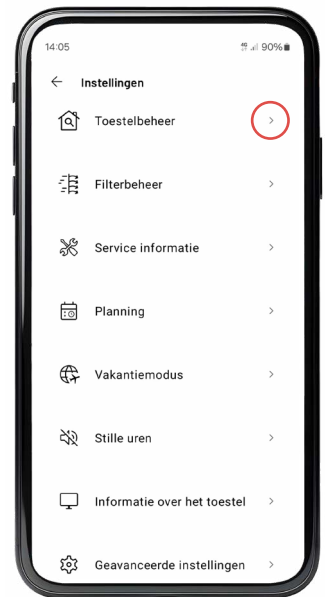 14:05 90%
Instellingen
Toestelbeheer
Filterbeheer
Service informatie
Planning
Vakantiemodus
Stille uren
Informatie over het toestel
Geavanceerde instellingen